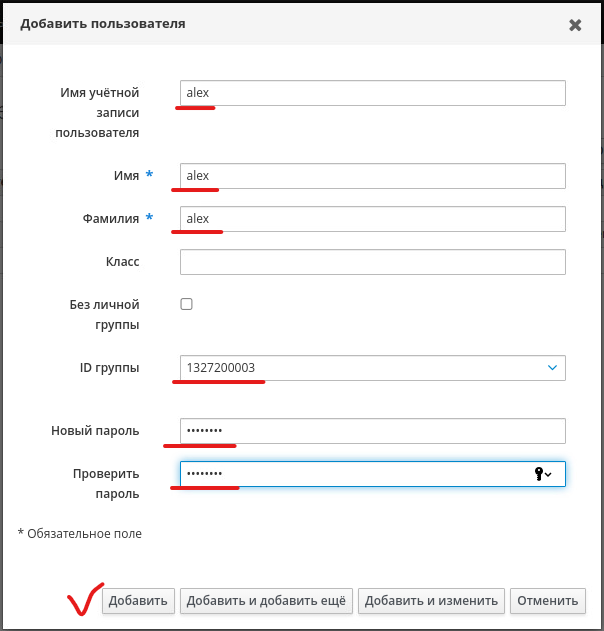 Добавить пользователя
Имя учётной
записи
пользователя
alex
Имя *
alex
Фамилия *
alex
Класс
Без личной
группы
ID группы
1327200003
Новый пароль
••••••••
Проверить
пароль
••••••••
* Обязательное поле
Добавить
Добавить и добавить ещё
Добавить и изменить
Отменить